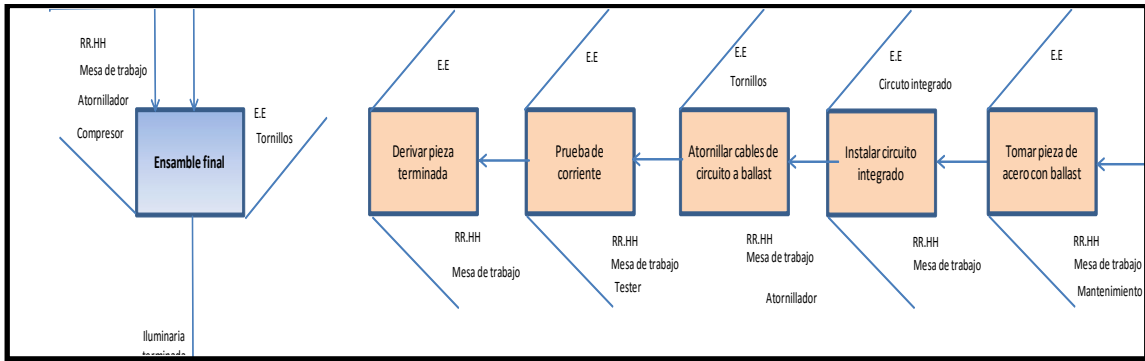 RR.HH
Mesa de trabajo
Atornillador
Compresor
E.E
Tornillos
Ensamble final
Iluminaria
terminada
E.E
Derivar pieza
terminada
RR.HH
Mesa de trabajo
E.E
Prueba de
corriente
RR.HH
Mesa de trabajo
Tester
E.E
Tornillos
Atornillar cables de
circuito a ballast
RR.HH
Mesa de trabajo
Atornillador
E.E
Circuto integrado
Instalar circuito
integrado
RR.HH
Mesa de trabajo
E.E
Tomar pieza de
acero con ballast
RR.HH
Mesa de trabajo
Mantenimiento